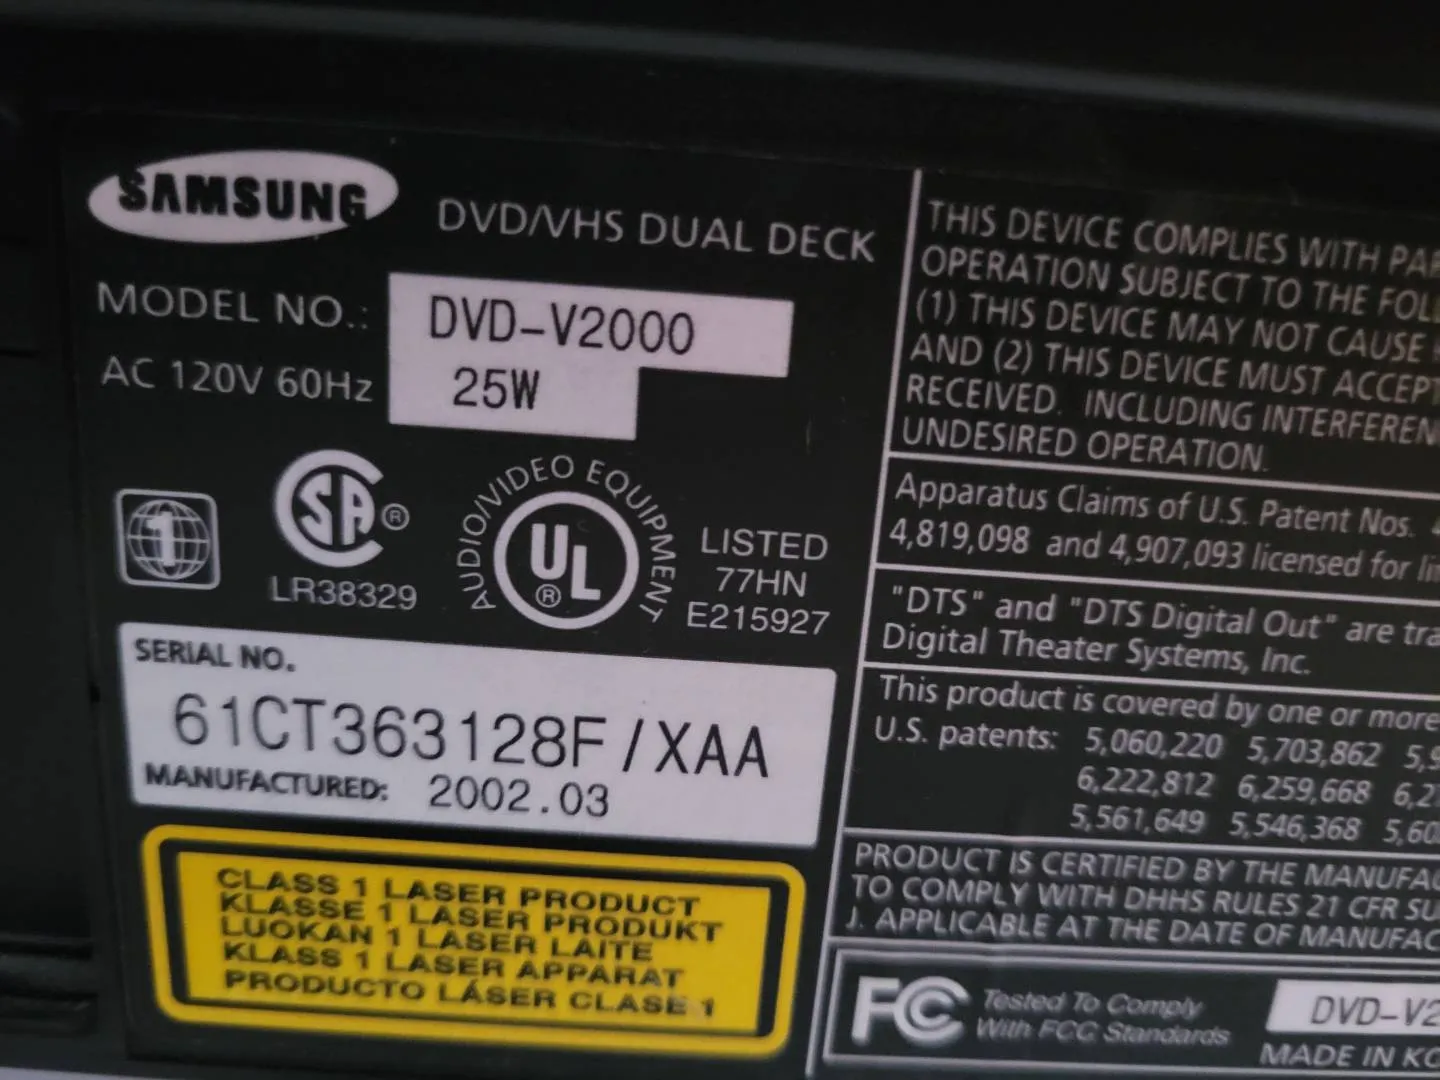 SAMSUNG
DVD/VHS DUAL DECK
MODEL NO.: DVD-V2000
AC 120V 60Hz 25W
1
SA ®
LR38329
AUDIO/VIDEO EQUIPMENT
UL ®
LISTED
77HN
E215927
SERIAL NO.
61CT363128F/XAA
MANUFACTURED: 2002.03
CLASS 1 LASER PRODUCT
KLASSE 1 LASER PRODUKT
LUOKAN 1 LASER LAITE
KLASS 1 LASER APPARAT
PRODUCTO LÁSER CLASE 1
THIS DEVICE COMPLIES WITH
OPERATION SUBJECT TO THE
(1) THIS DEVICE MAY NOT CAUSE
AND (2) THIS DEVICE MUST ACCEPT
RECEIVED. INCLUDING
UNDESIRED OPERATION.
Apparatus Claims of U.S. Patent Nos.
4,819,098 and 4,907,093 licensed for
"DTS" and "DTS Digital Out" are
Digital Theater Systems, Inc.
This product is covered by one or more
U.S. patents: 5,060,220 5,703,862
6,222,812 6,259,668
5,561,649 5,546,368
PRODUCT IS CERTIFIED BY THE
TO COMPLY WITH DHHS RULES 21 CFR
J. APPLICABLE AT THE DATE OF
FC Tested To Comply
With FCC Standards
DVD-V2
MADE IN